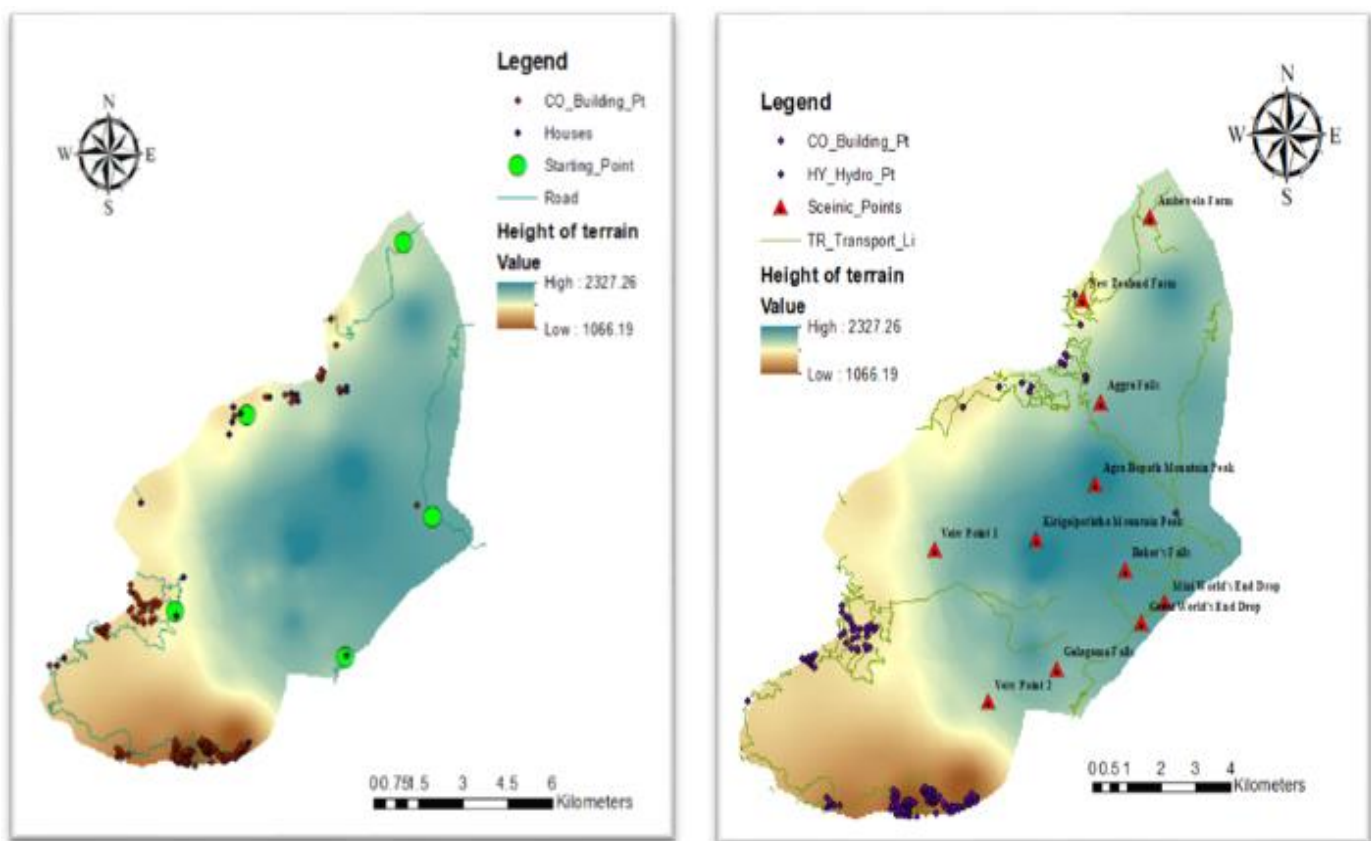 Legend
CO_Building_Pt
Houses
Starting_Point
Road
Height of terrain
Value
High : 2327.26
Low : 1066.19
N
W E
S
00.751.5 3 4.5 6
Kilometers
Legend
CO_Building_Pt
HY_Hydro_Pt
Sceinic_Points
TR_Transport_Li
Height of terrain
Value
High : 2327.26
Low : 1066.19
N
W E
S
Ambewela Farm
New Zealand Farm
Aggra Falls
Agra Bopath Mountain Peak
Kirigalpoththa Mountain Peak
View Point 1
Baker's Falls
Mini World's End Drop
World's End Drop
Galagama Falls
View Point 2
00.5 1 2 3 4
Kilometers